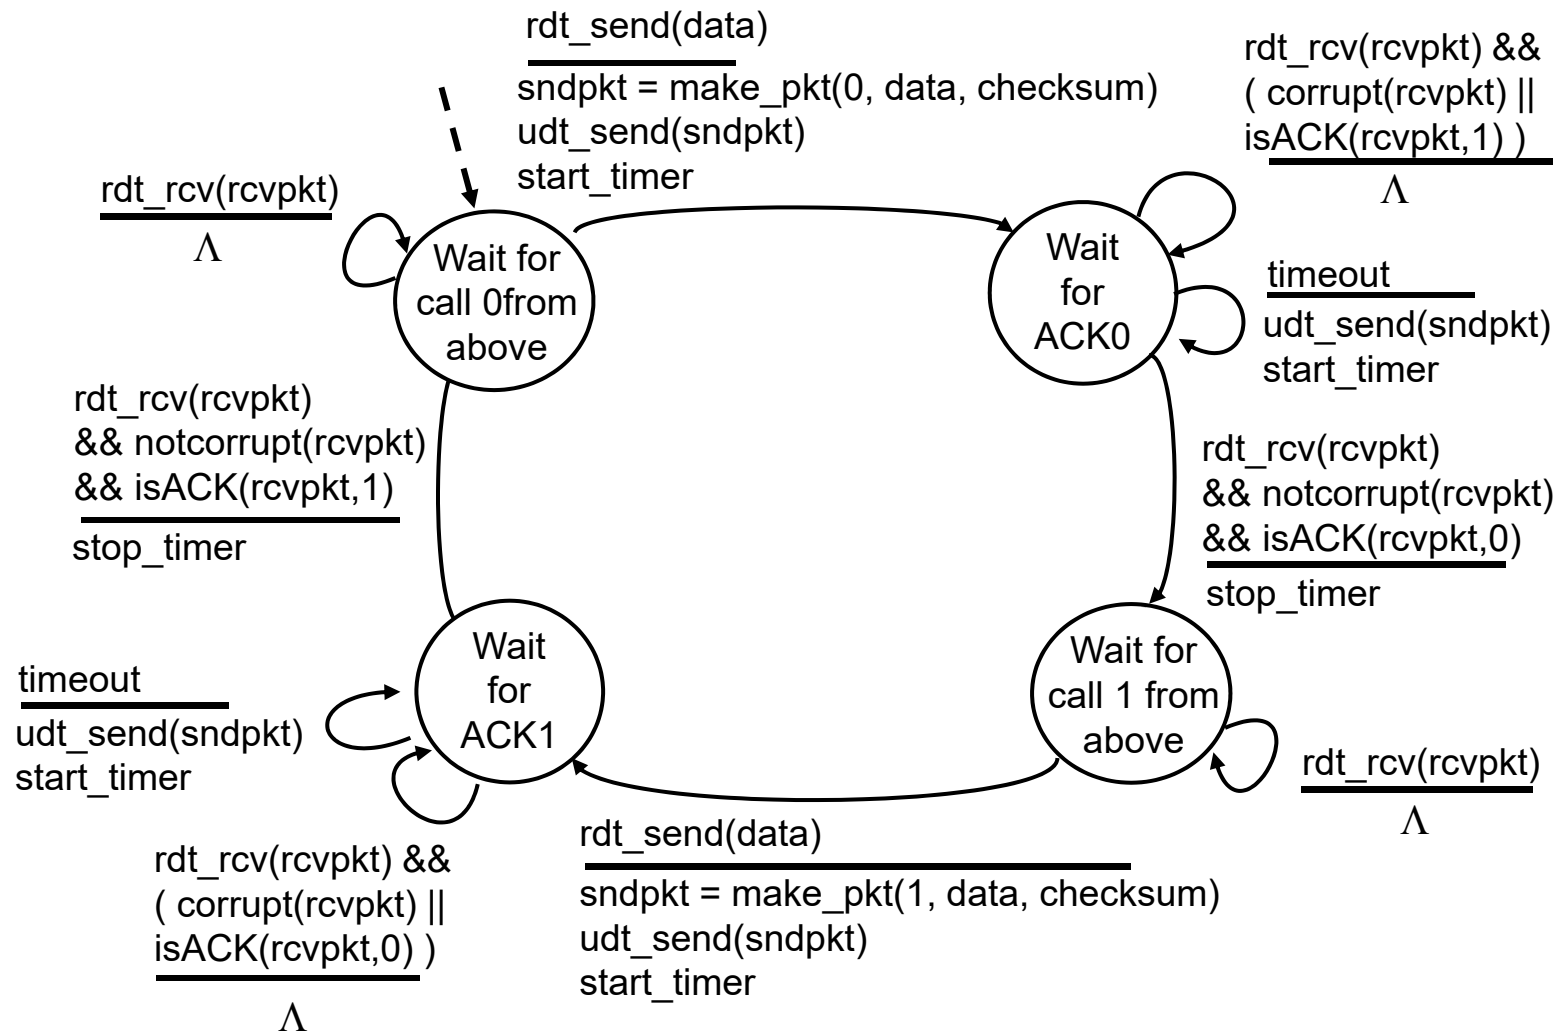 rdt_send(data)
sndpkt = make_pkt(0, data, checksum)
udt_send(sndpkt)
start_timer
rdt_rcv(rcvpkt) &&
( corrupt(rcvpkt) ||
isACK(rcvpkt,1) )
Λ
rdt_rcv(rcvpkt)
Λ
Wait for
call 0from
above
Wait
for
ACK0
timeout
udt_send(sndpkt)
start_timer
rdt_rcv(rcvpkt)
&& notcorrupt(rcvpkt)
&& isACK(rcvpkt,1)
stop_timer
rdt_rcv(rcvpkt)
&& notcorrupt(rcvpkt)
&& isACK(rcvpkt,0)
stop_timer
Wait
for
ACK1
Wait for
call 1 from
above
timeout
udt_send(sndpkt)
start_timer
rdt_rcv(rcvpkt)
Λ
rdt_rcv(rcvpkt) &&
( corrupt(rcvpkt) ||
isACK(rcvpkt,0) )
Λ
rdt_send(data)
sndpkt = make_pkt(1, data, checksum)
udt_send(sndpkt)
start_timer